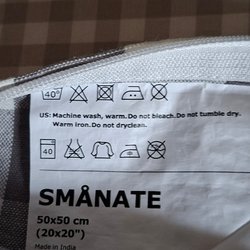 40°
US: Machine wash, warm. Do not bleach. Do not tumble dry.
Warm iron. Do not dryclean.
40
SMÅNATE
50x50 cm
(20x20")
Made in India